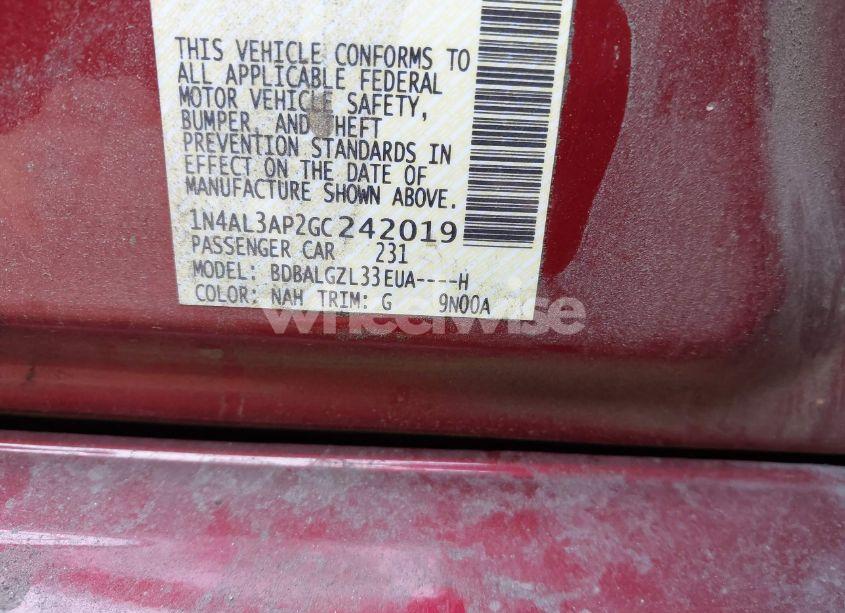 THIS VEHICLE CONFORMS TO
ALL APPLICABLE FEDERAL
MOTOR VEHICLE SAFETY,
BUMPER, AND THEFT
PREVENTION STANDARDS IN
EFFECT ON THE DATE OF
MANUFACTURE SHOWN ABOVE.
1N4AL3AP2GC242019
PASSENGER CAR 231
MODEL: BDBALGZL33EUA----H
COLOR: NAH TRIM: G 9N00A
wheelwise